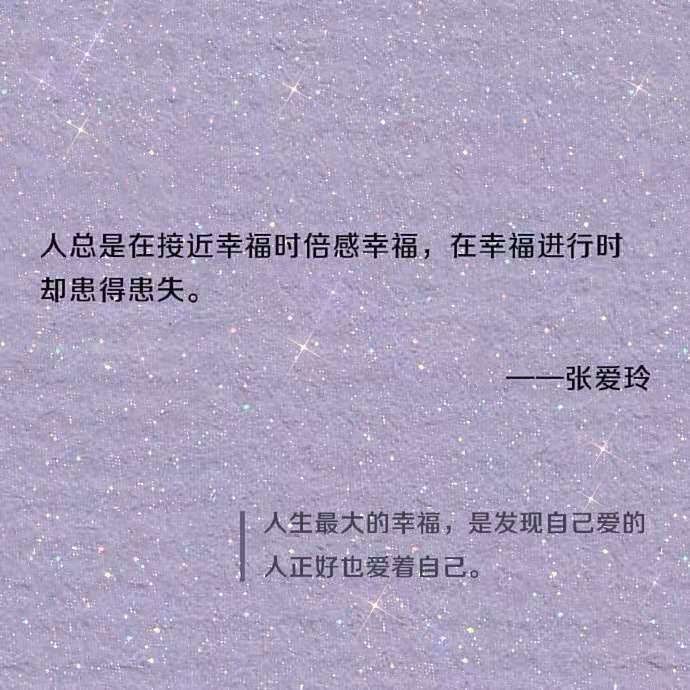 人总是在接近幸福时倍感幸福，在幸福进行时
却患得患失。
——张爱玲
人生最大的幸福，是发现自己爱的
人正好也爱着自己。